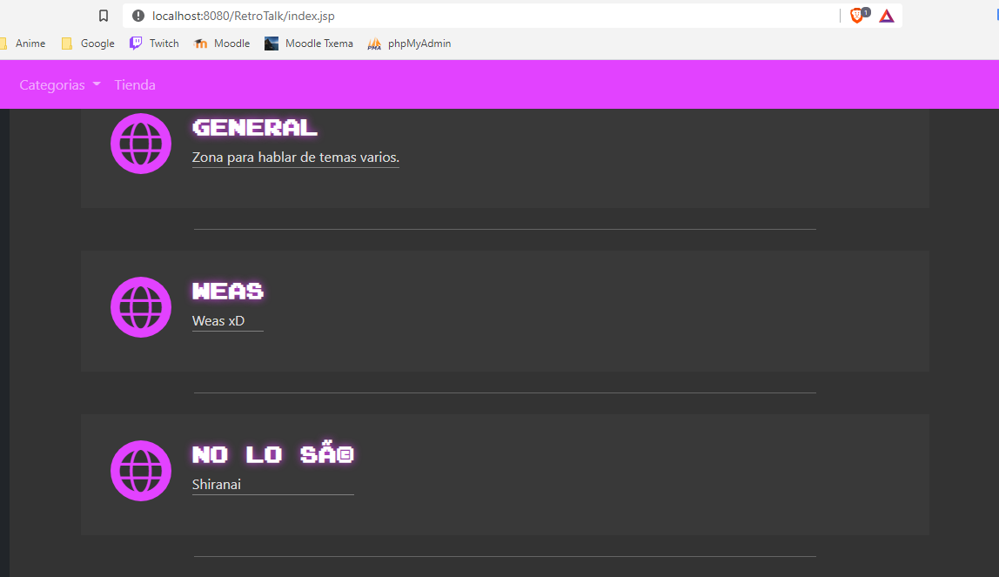 localhost:8080/RetroTalk/index.jsp
1
Anime Google Twitch Moodle Moodle Txema phpMyAdmin
Categorias Tienda
GENERAL
Zona para hablar de temas varios.
WEAS
Weas xD
NO LO SÃ©
Shiranai